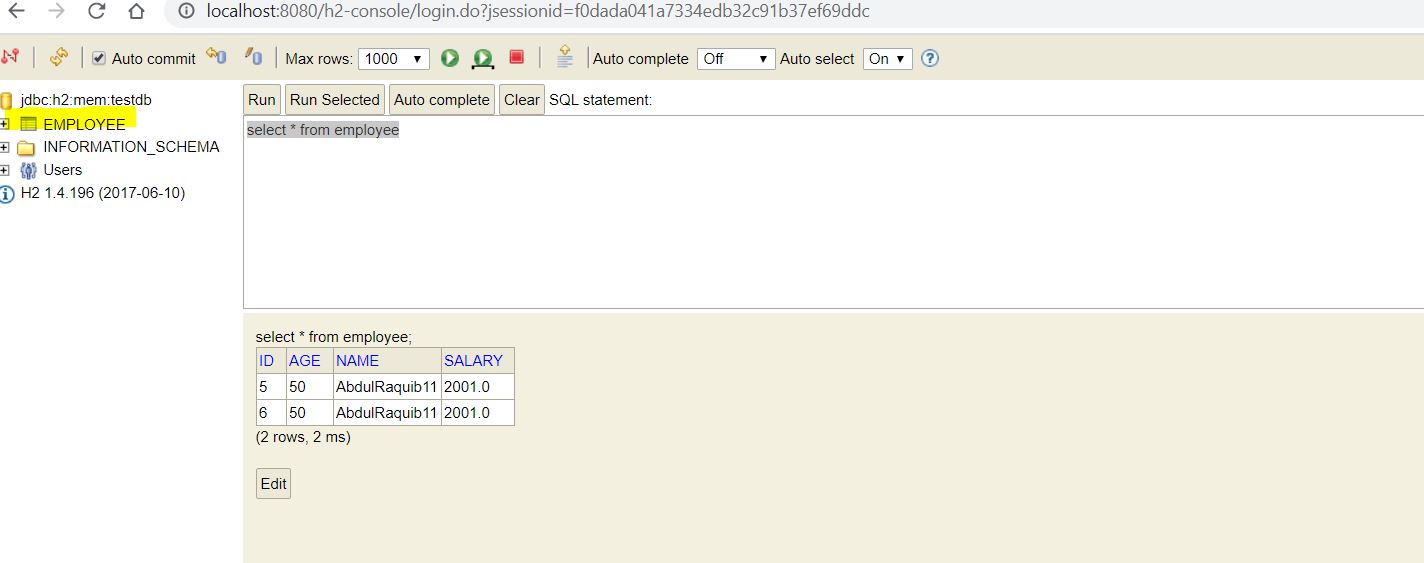 localhost:8080/h2-console/login.do?jsessionid=f0dada041a7334edb32c91b37ef69ddc
Auto commit Max rows: 1000 Auto complete Off Auto select On ?
jdbc:h2:mem:testdb
EMPLOYEE
INFORMATION_SCHEMA
Users
H2 1.4.196 (2017-06-10)
Run Run Selected Auto complete Clear SQL statement:
select * from employee
select * from employee;
ID AGE NAME SALARY
5 50 AbdulRaquib11 2001.0
6 50 AbdulRaquib11 2001.0
(2 rows, 2 ms)
Edit